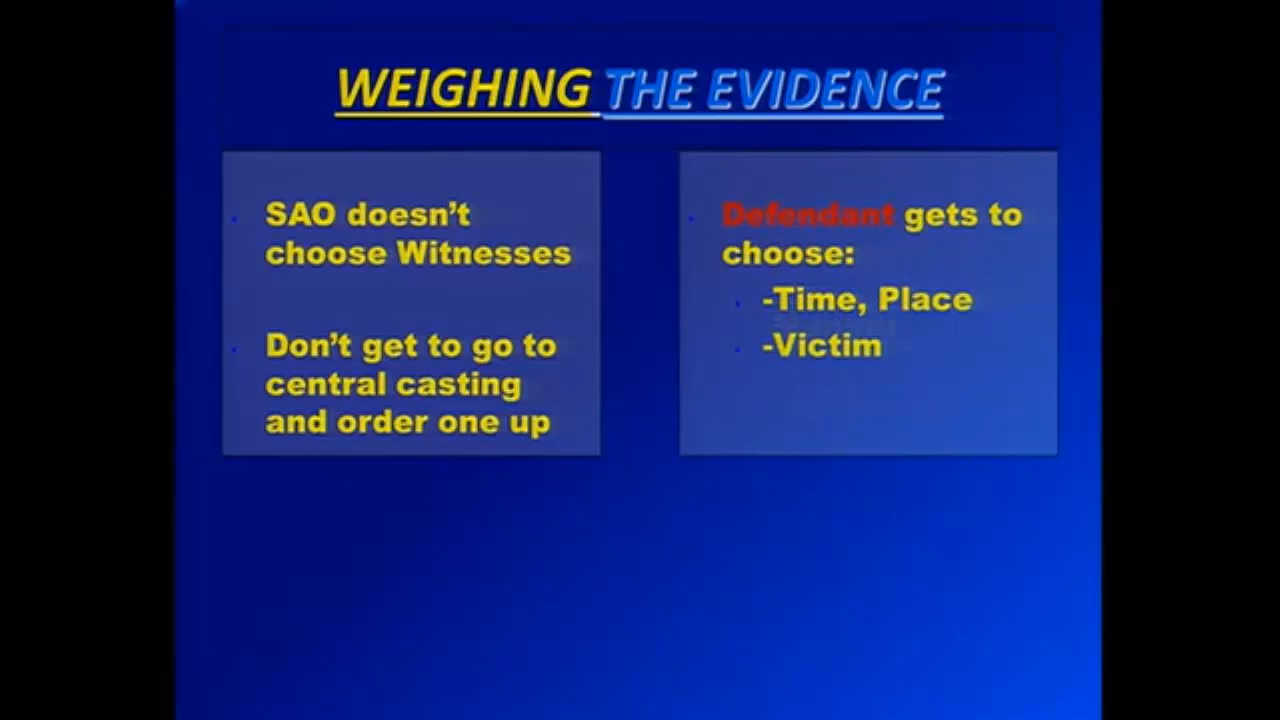 WEIGHING THE EVIDENCE
SAO doesn't
choose Witnesses
Don't get to go to
central casting
and order one up
Defendant gets to
choose:
-Time, Place
-Victim